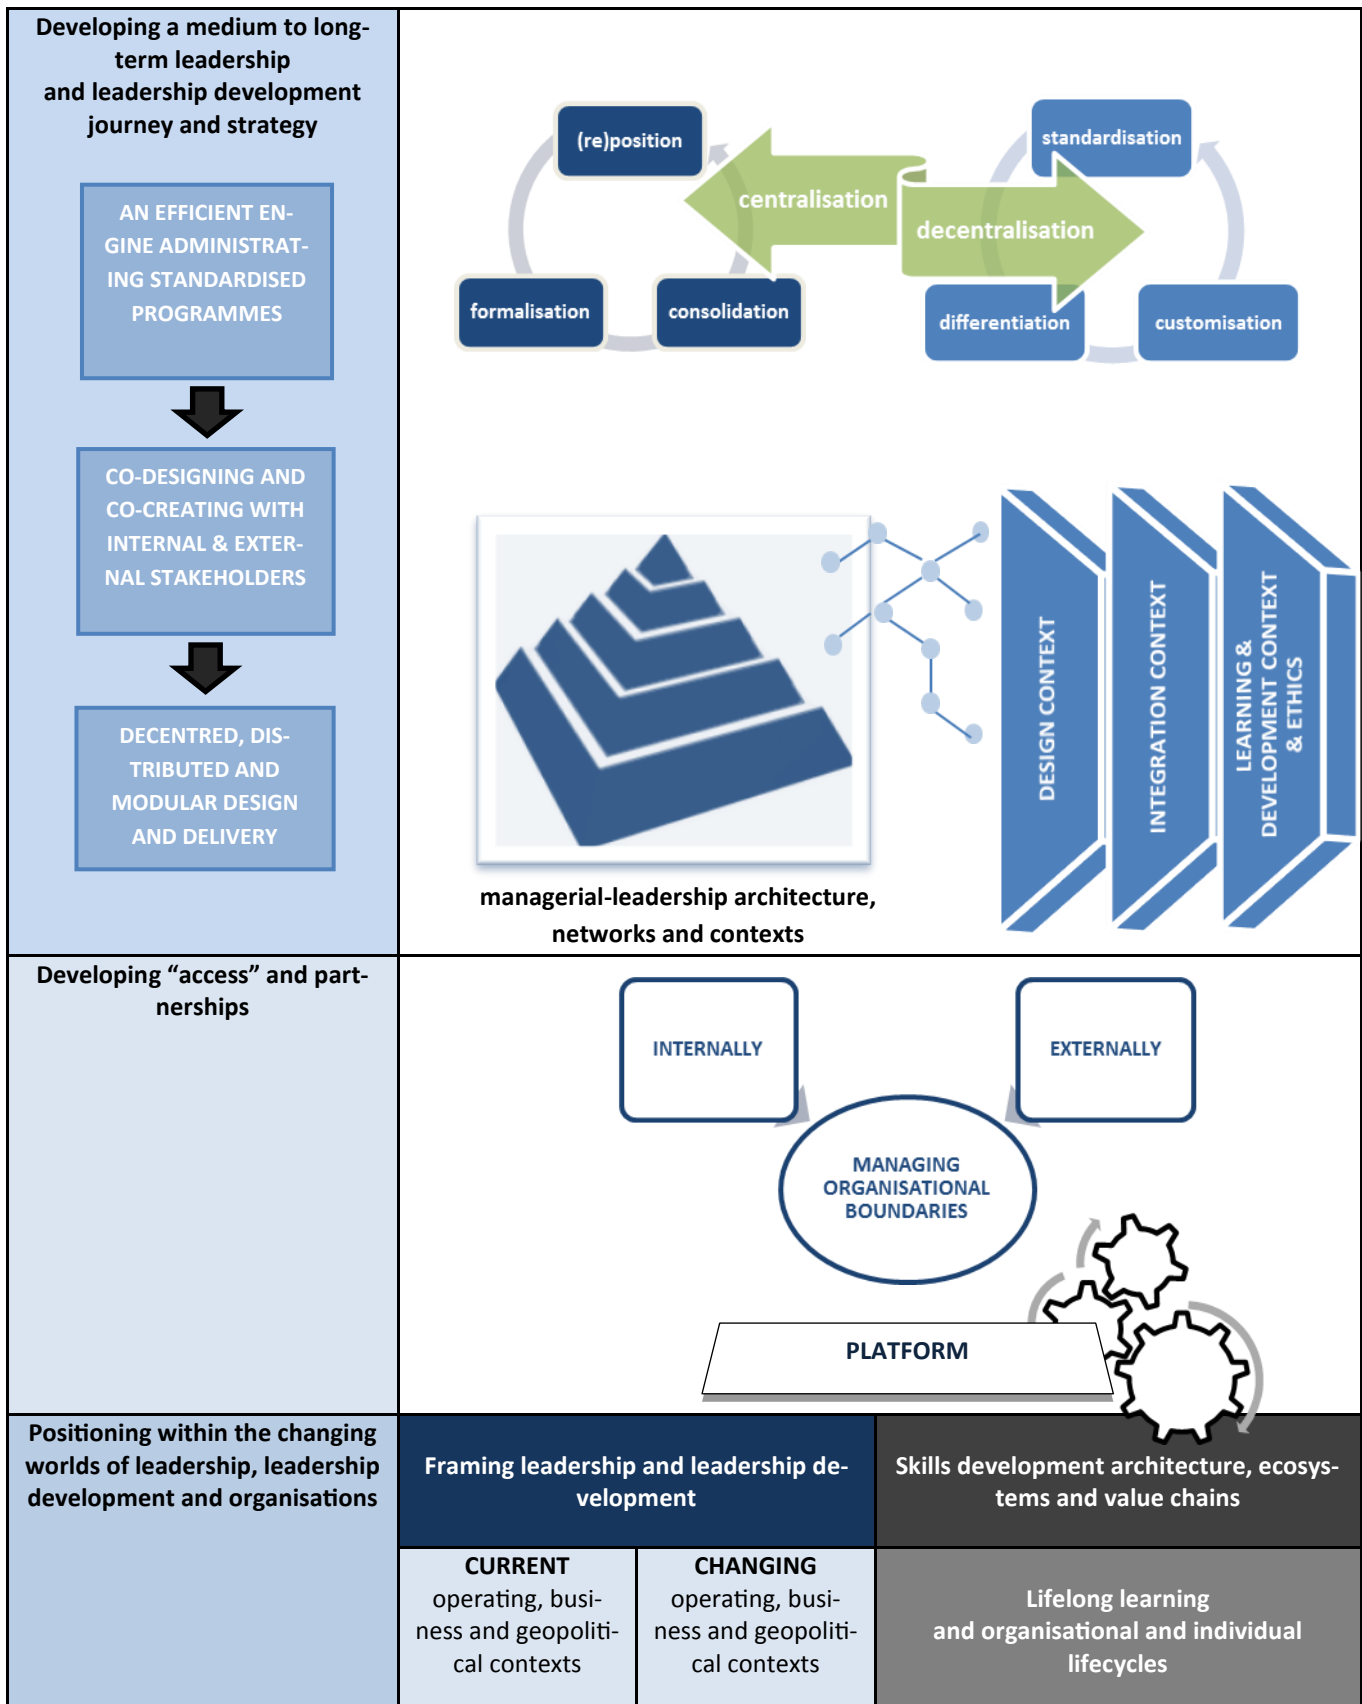 Developing a medium to long-
term leadership
and leadership development
journey and strategy
AN EFFICIENT EN-
GINE ADMINISTRAT-
ING STANDARDISED
PROGRAMMES
CO-DESIGNING AND
CO-CREATING WITH
INTERNAL & EXTER-
NAL STAKEHOLDERS
DECENTRED, DIS-
TRIBUTED AND
MODULAR DESIGN
AND DELIVERY
(re)position
formalisation
consolidation
centralisation
decentralisation
standardisation
differentiation
customisation
managerial-leadership architecture,
networks and contexts
DESIGN CONTEXT
INTEGRATION CONTEXT
LEARNING &
DEVELOPMENT CONTEXT
& ETHICS
Developing “access” and part-
nerships
INTERNALLY
EXTERNALLY
MANAGING
ORGANISATIONAL
BOUNDARIES
PLATFORM
Positioning within the changing
worlds of leadership, leadership
development and organisations
Framing leadership and leadership de-
velopment
Skills development architecture, ecosys-
tems and value chains
CURRENT
operating, busi-
ness and geopoliti-
cal contexts
CHANGING
operating, busi-
ness and geopoliti-
cal contexts
Lifelong learning
and organisational and individual
lifecycles